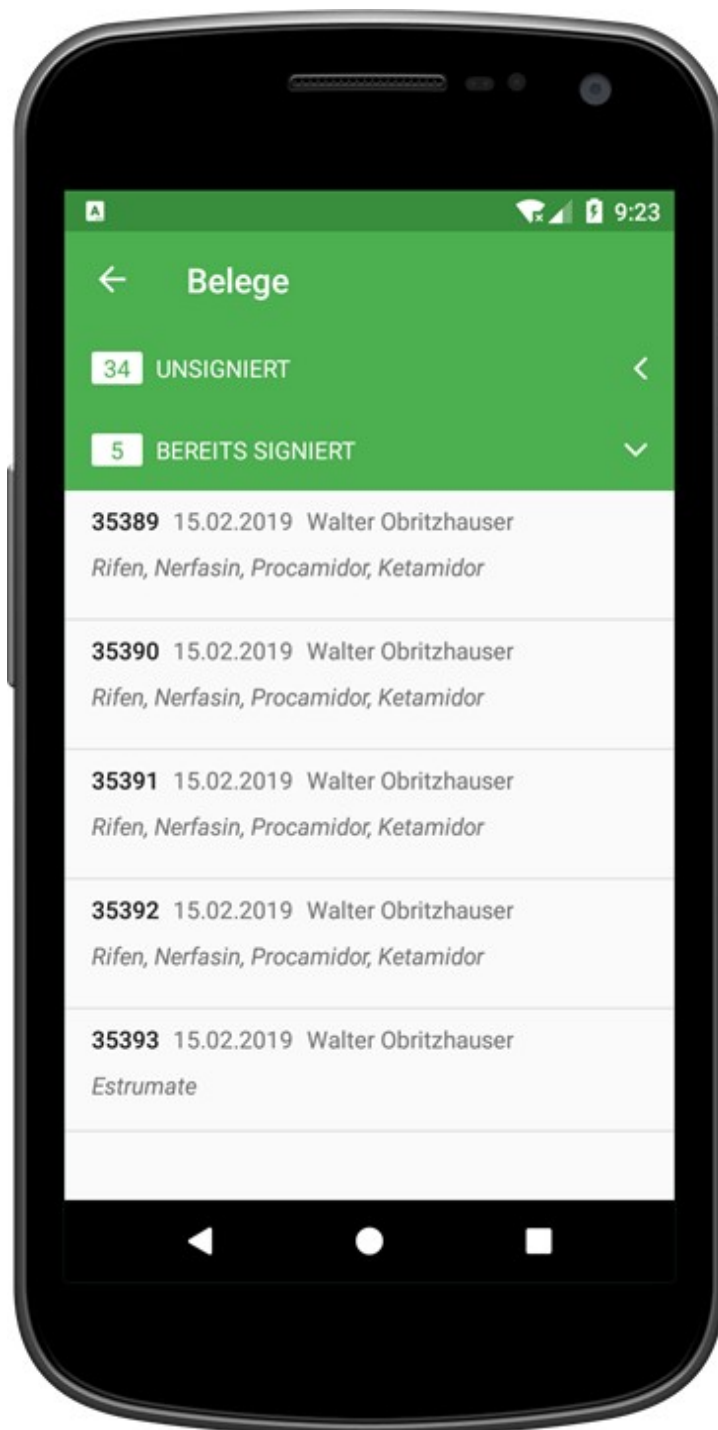 A
9:23
Belege
34 UNSIGNIERT
5 BEREITS SIGNIERT
35389 15.02.2019 Walter Obritzhauser
Rifen, Nerfasin, Procamidor, Ketamidor
35390 15.02.2019 Walter Obritzhauser
Rifen, Nerfasin, Procamidor, Ketamidor
35391 15.02.2019 Walter Obritzhauser
Rifen, Nerfasin, Procamidor, Ketamidor
35392 15.02.2019 Walter Obritzhauser
Rifen, Nerfasin, Procamidor, Ketamidor
35393 15.02.2019 Walter Obritzhauser
Estrumate